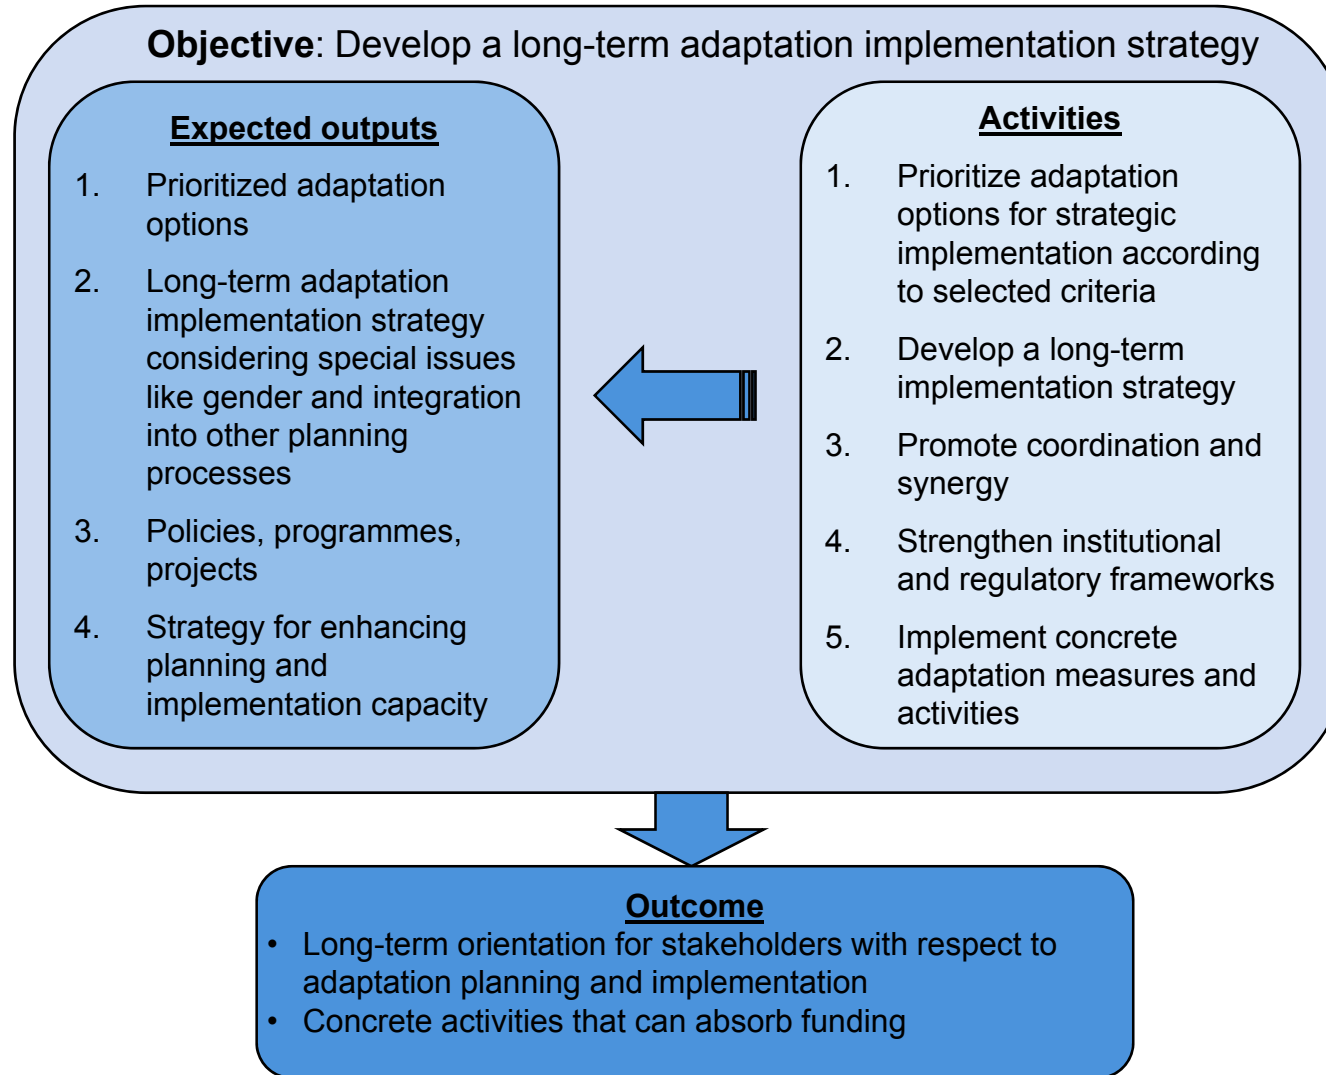 Objective: Develop a long-term adaptation implementation strategy
Expected outputs
1. Prioritized adaptation
options
2. Long-term adaptation
implementation strategy
considering special issues
like gender and integration
into other planning
processes
3. Policies, programmes,
projects
4. Strategy for enhancing
planning and
implementation capacity
Activities
1. Prioritize adaptation
options for strategic
implementation according
to selected criteria
2. Develop a long-term
implementation strategy
3. Promote coordination and
synergy
4. Strengthen institutional
and regulatory frameworks
5. Implement concrete
adaptation measures and
activities
Outcome
• Long-term orientation for stakeholders with respect to
adaptation planning and implementation
• Concrete activities that can absorb funding